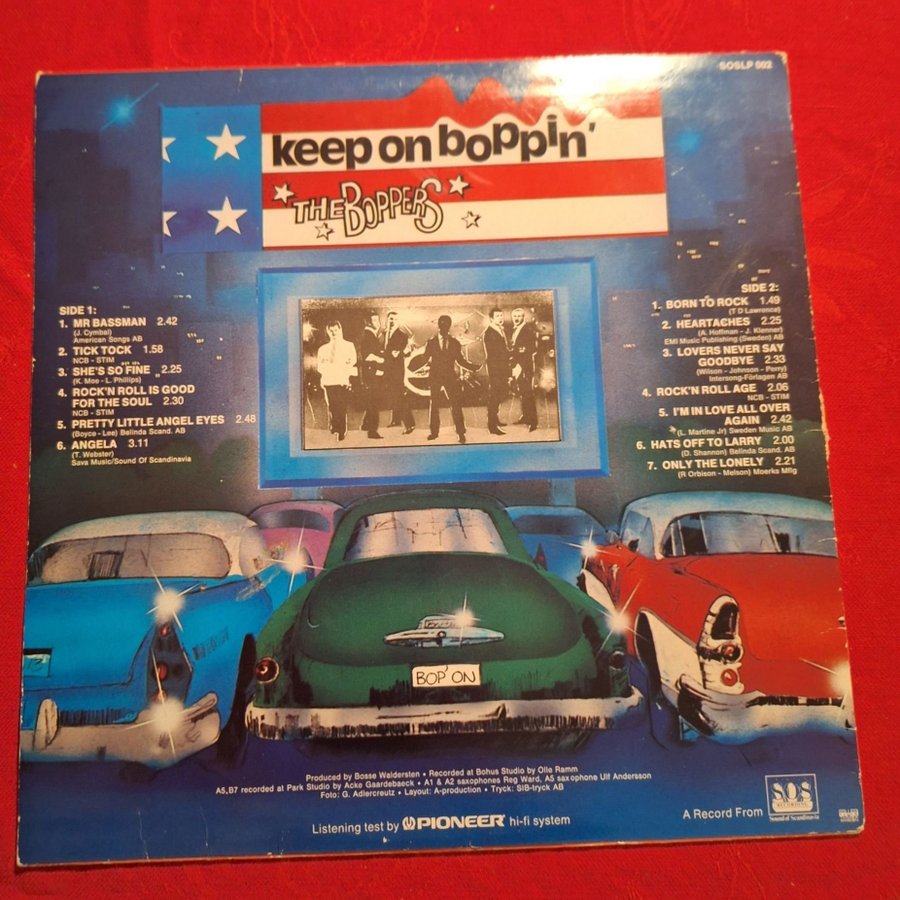 SOSLP 002
keep on boppin'
THE BOPPERS
SIDE 1:
1. MR BASSMAN 2.42
(J. Cymbal)
American Songs AB
2. TICK TOCK 1.58
NCB - STIM
3. SHE'S SO FINE 2.25
(K. Moe - L. Phillips)
4. ROCK'N ROLL IS GOOD
FOR THE SOUL 2.30
NCB - STIM
5. PRETTY LITTLE ANGEL EYES 2.48
(Boyce - Lee) Belinda Scand. AB
6. ANGELA 3.11
(T. Webster)
Sava Music/Sound Of Scandinavia
SIDE 2:
1. BORN TO ROCK 1.49
(T D Lawrence)
2. HEARTACHES 2.25
(A. Hoffman - J. Klenner)
EMI Music Publishing (Sweden) AB
3. LOVERS NEVER SAY
GOODBYE 2.33
(Wilson - Johnson - Perry)
Intersong-Förlagen AB
4. ROCK'N ROLL AGE 2.06
NCB - STIM
5. I'M IN LOVE ALL OVER
AGAIN 2.42
(L. Martine Jr) Sweden Music AB
6. HATS OFF TO LARRY 2.00
(D. Shannon) Belinda Scand. AB
7. ONLY THE LONELY 2.21
(R Orbison - Melson) Moerks Mflg
BOP'ON
Produced by Bosse Waldersten • Recorded at Bohus Studio by Olle Ramm
A5,B7 recorded at Park Studio by Acke Gaardebaeck • A1 & A2 saxophones Reg Ward, A5 saxophone Ulf Andersson
Foto: G. Adlercreutz • Layout: A-production • Tryck: SIB-tryck AB
Listening test by PIONEER hi-fi system
A Record From
SOS
RECORDING
Sound of Scandinavia